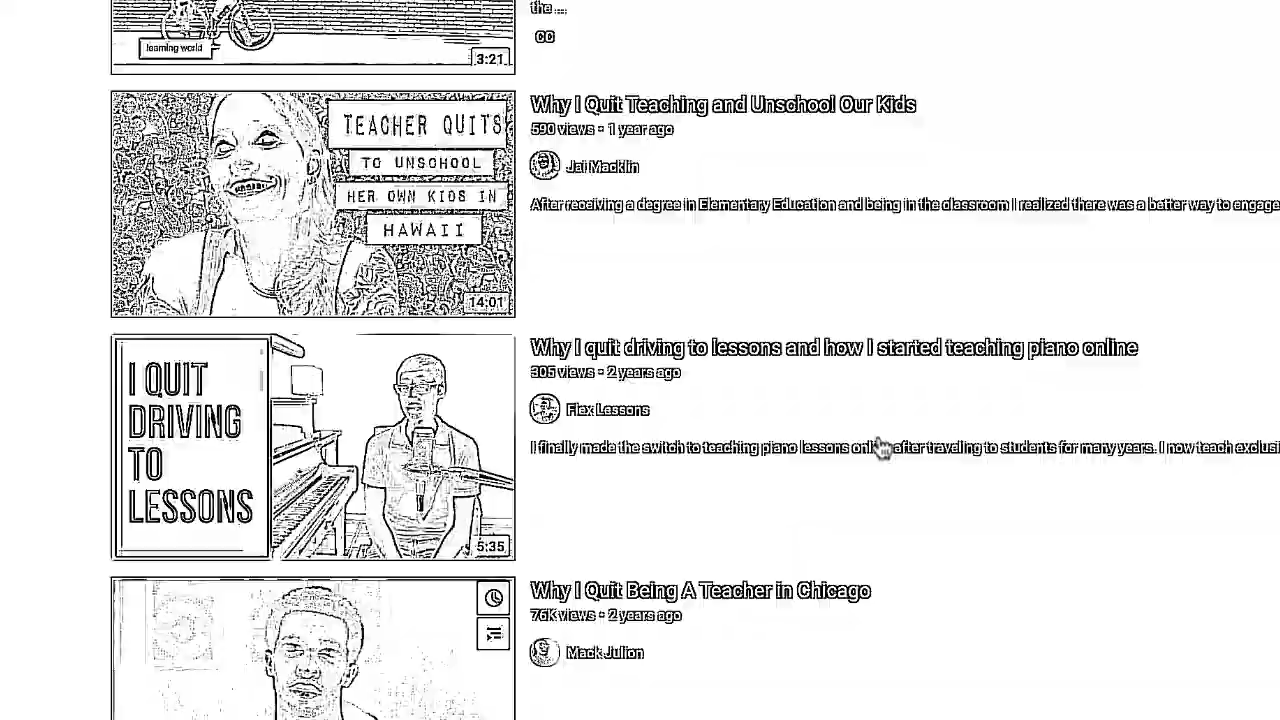 the ...
CC
learning world
3:21
TEACHER QUITS
TO UNSCHOOL
HER OWN KIDS IN
HAWAII
14:01
Why I Quit Teaching and Unschool Our Kids
590 views • 1 year ago
Jai Macklin
After receiving a degree in Elementary Education and being in the classroom I realized there was a better way to engage
I QUIT
DRIVING
TO
LESSONS
5:35
Why I quit driving to lessons and how I started teaching piano online
305 views • 2 years ago
Flex Lessons
I finally made the switch to teaching piano lessons after traveling to students for many years. I now teach
Why I Quit Being A Teacher in Chicago
76K views • 2 years ago
Mack Julion